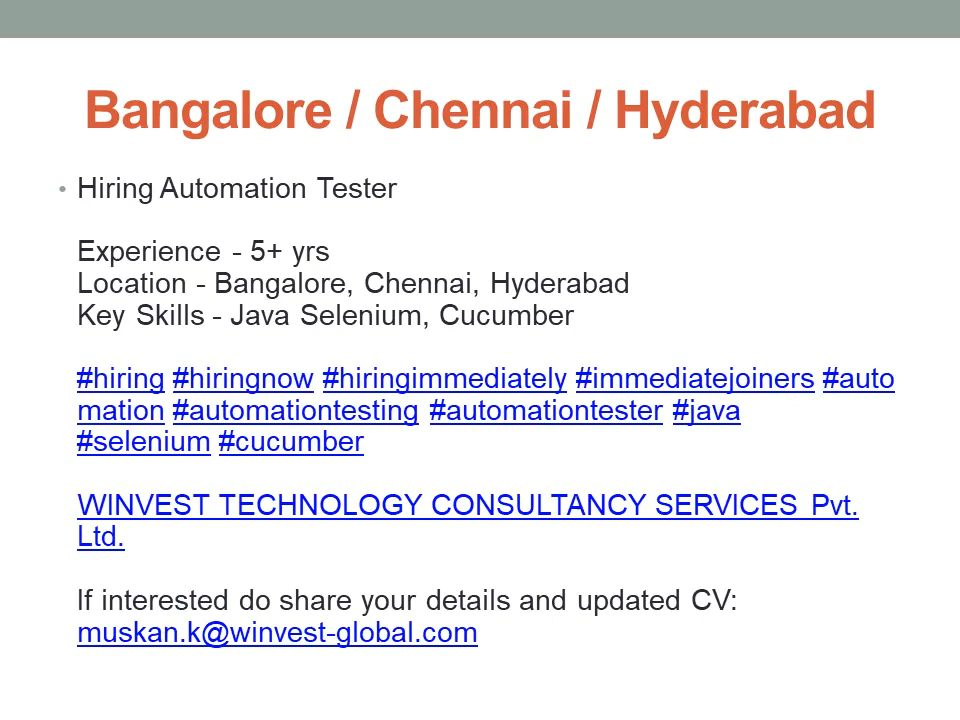 Bangalore / Chennai / Hyderabad
• Hiring Automation Tester
Experience - 5+ yrs
Location - Bangalore, Chennai, Hyderabad
Key Skills - Java Selenium, Cucumber
#hiring #hiringnow #hiringimmediately #immediatejoiners #auto
mation #automationtesting #automationtester #java
#selenium #cucumber
WINVEST TECHNOLOGY CONSULTANCY SERVICES Pvt.
Ltd.
If interested do share your details and updated CV:
muskan.k@winvest-global.com